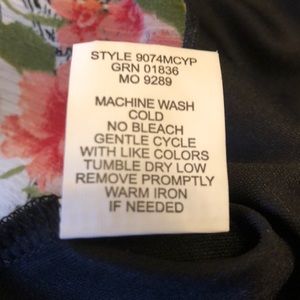 STYLE 9074MCYP
GRN 01836
MO 9289
MACHINE WASH
COLD
NO BLEACH
GENTLE CYCLE
WITH LIKE COLORS
TUMBLE DRY LOW
REMOVE PROMPTLY
WARM IRON
IF NEEDED